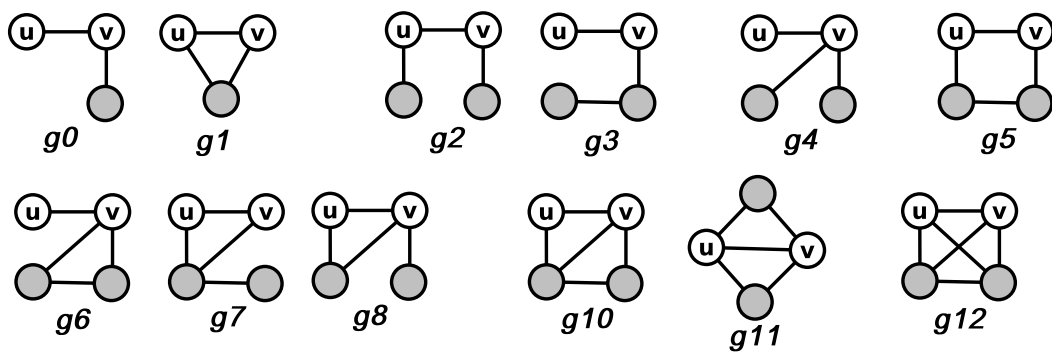 u v u v u v u v u v u v
g0 g1 g2 g3 g4 g5
u v u v u v u v u v u v
g6 g7 g8 g10 g11 g12